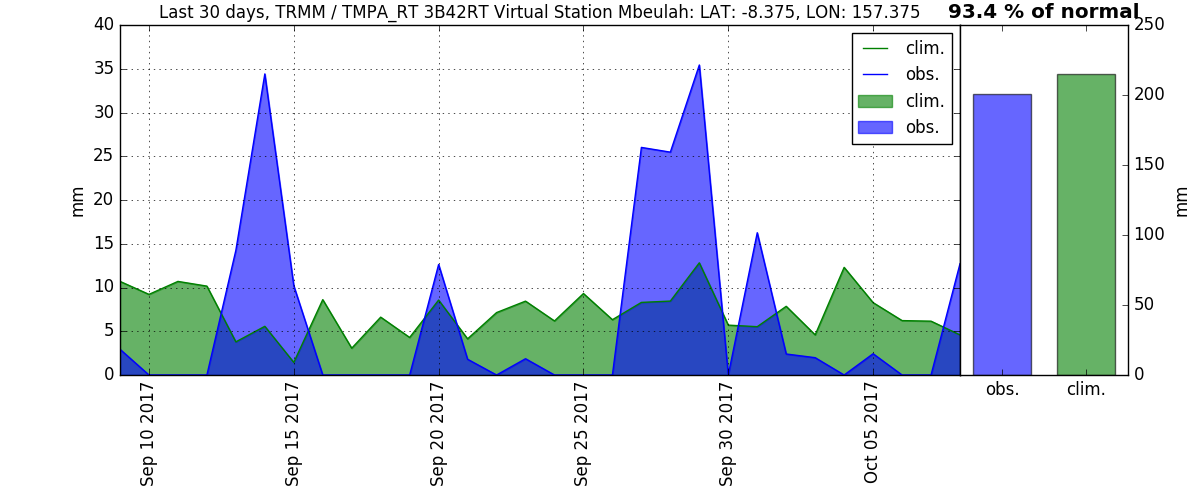 Last 30 days, TRMM / TMPA_RT 3B42RT Virtual Station Mbeulah: LAT: -8.375, LON: 157.375
93.4 % of normal
40
35
30
25
20
15
10
5
0
mm
clim.
obs.
clim.
obs.
250
200
150
100
50
0
mm
Sep 10 2017
Sep 15 2017
Sep 20 2017
Sep 25 2017
Sep 30 2017
Oct 05 2017
obs.
clim.